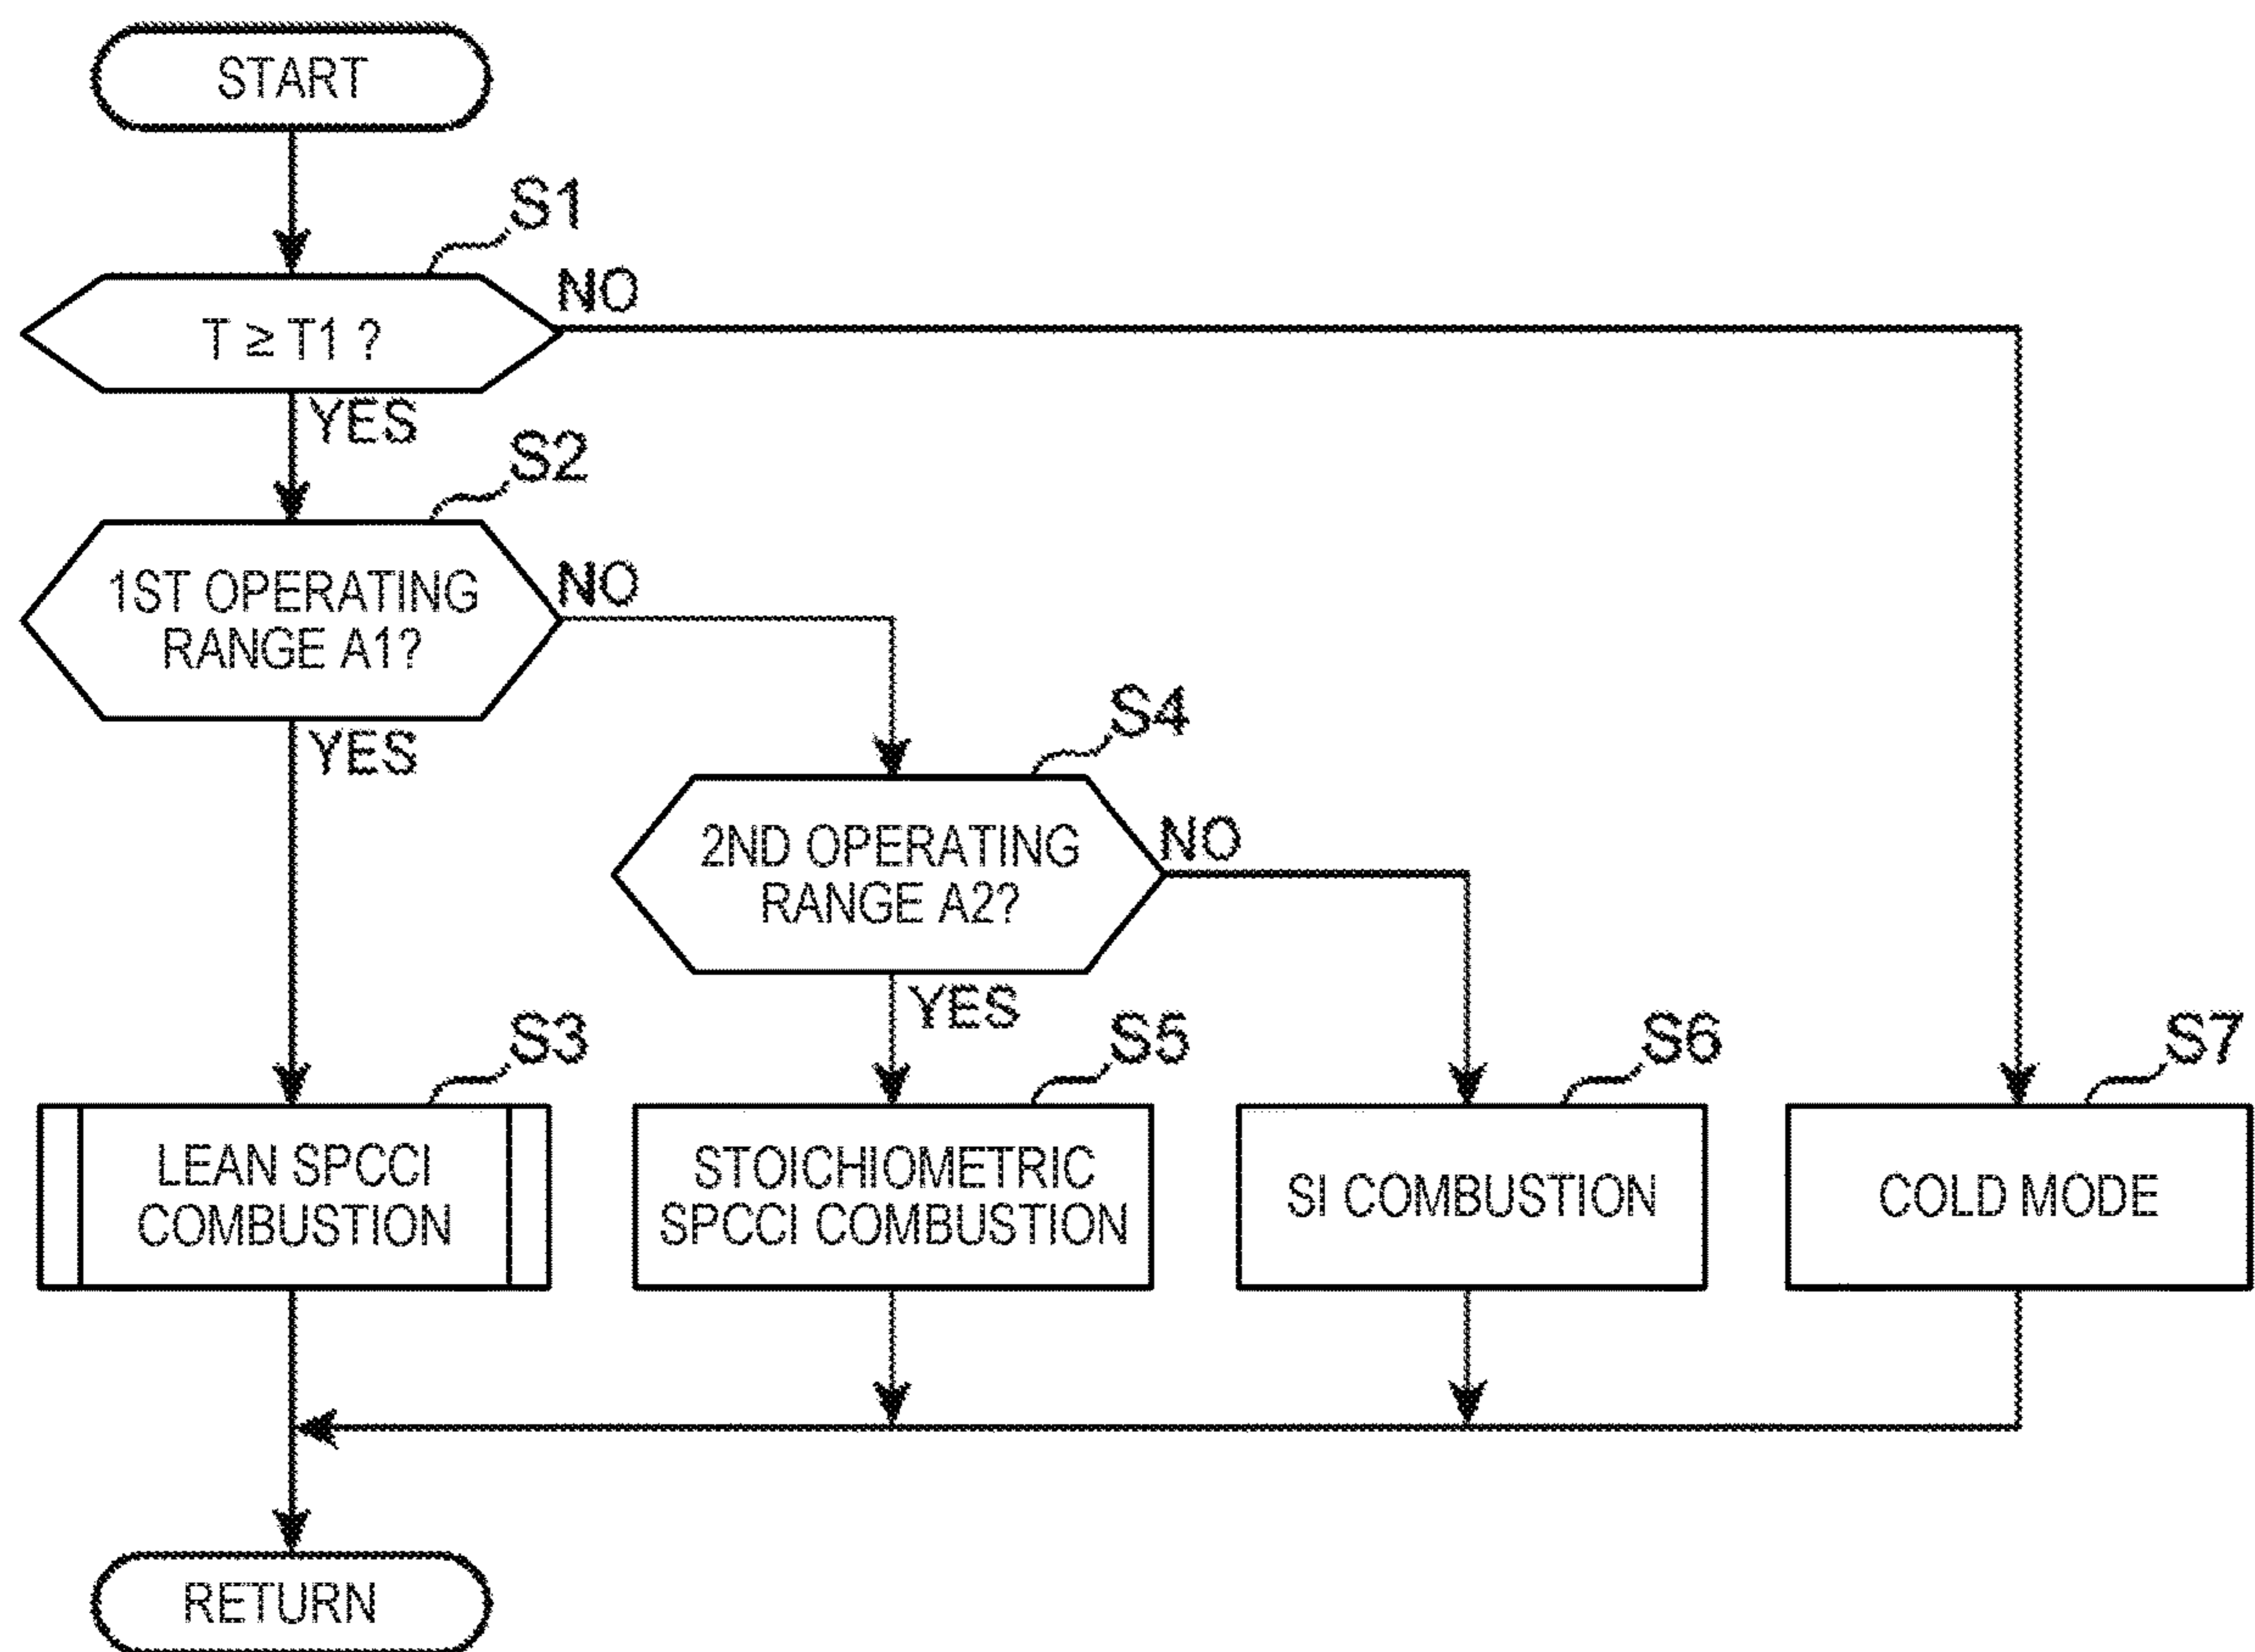 START
S1
NO
T ≥ T1 ?
YES
S2
1ST OPERATING
RANGE A1?
NO
YES
S4
2ND OPERATING
RANGE A2?
NO
YES
S3
LEAN SPCCI
COMBUSTION
S5
STOICHIOMETRIC
SPCCI COMBUSTION
S6
SI COMBUSTION
S7
COLD MODE
RETURN